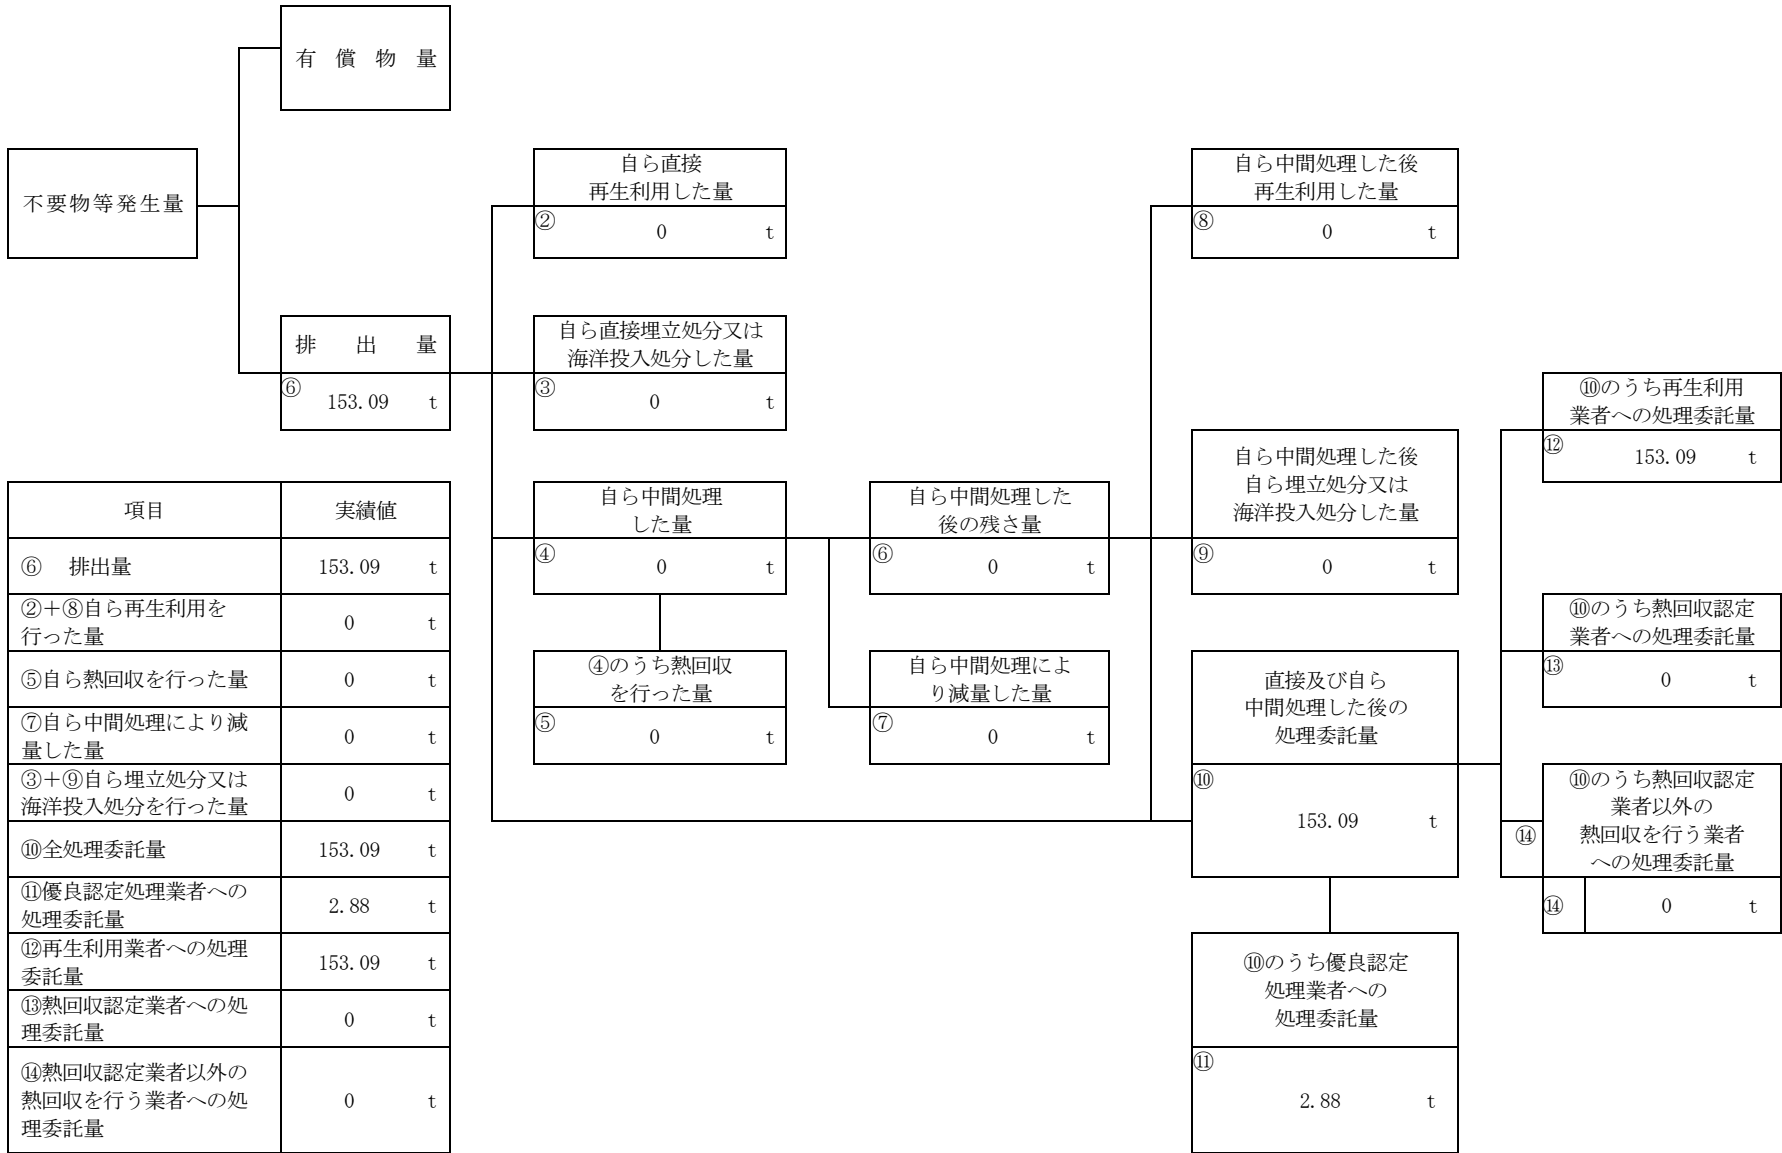 有 償 物 量
不要物等発生量
自ら直接
再生利用した量
② 0 t
自ら中間処理した後
再生利用した量
⑧ 0 t
排 出 量
⑥ 153.09 t
自ら直接埋立処分又は
海洋投入処分した量
③ 0 t
⑩のうち再生利用
業者への処理委託量
⑫ 153.09 t
自ら中間処理
した量
④ 0 t
自ら中間処理した
後の残さ量
⑥ 0 t
自ら中間処理した後
自ら埋立処分又は
海洋投入処分した量
⑨ 0 t
④のうち熱回収
を行った量
⑤ 0 t
自ら中間処理によ
り減量した量
⑦ 0 t
直接及び自ら
中間処理した後の
処理委託量
⑩ 153.09 t
⑩のうち熱回収認定
業者への処理委託量
⑬ 0 t
⑩のうち熱回収認定
業者以外の
⑭ 熱回収を行う業者
への処理委託量
⑭ 0 t
⑩のうち優良認定
処理業者への
処理委託量
⑪ 2.88 t
項目 実績値
⑥ 排出量 153.09 t
②＋⑧自ら再生利用を
行った量 0 t
⑤自ら熱回収を行った量 0 t
⑦自ら中間処理により減
量した量 0 t
③＋⑨自ら埋立処分又は
海洋投入処分を行った量 0 t
⑩全処理委託量 153.09 t
⑪優良認定処理業者への
処理委託量 2.88 t
⑫再生利用業者への処理
委託量 153.09 t
⑬熱回収認定業者への処
理委託量 0 t
⑭熱回収認定業者以外の
熱回収を行う業者への処
理委託量 0 t